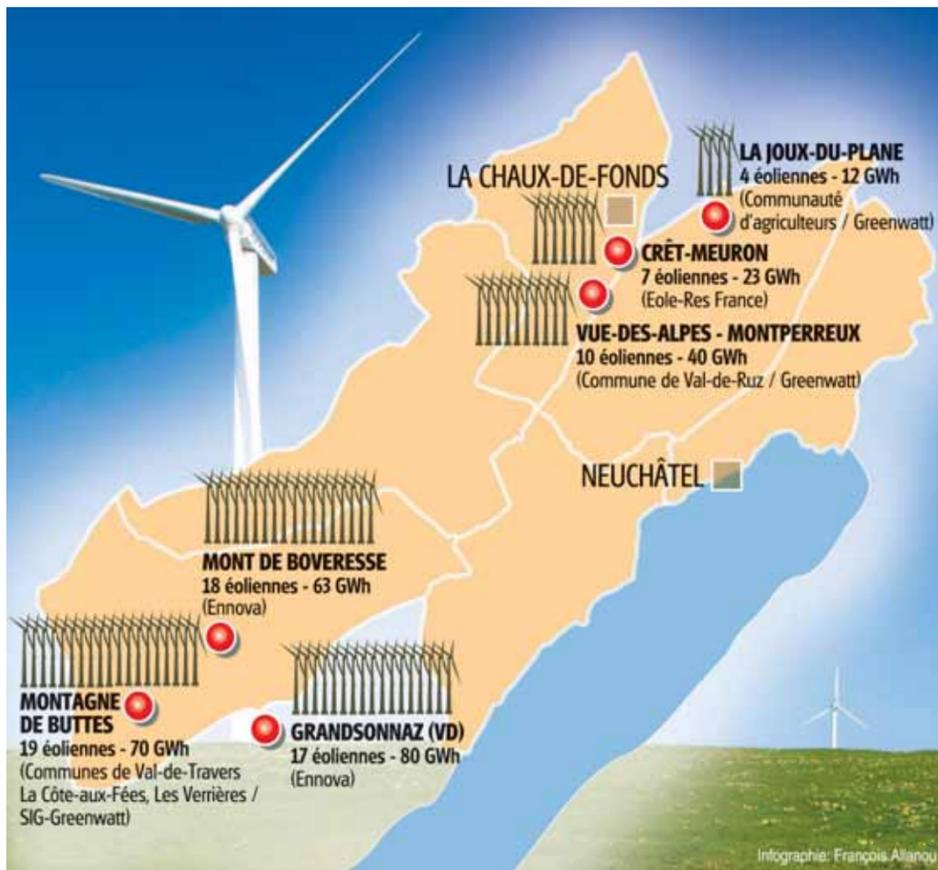 LA JOUX-DU-PLANE
4 éoliennes - 12 GWh
(Communauté
d'agriculteurs / Greenwatt)
LA CHAUX-DE-FONDS
CRÊT-MEURON
7 éoliennes - 23 GWh
(Eole-Res France)
VUE-DES-ALPES - MONTPERREUX
10 éoliennes - 40 GWh
(Commune de Val-de-Ruz / Greenwatt)
NEUCHÂTEL
MONT DE BOVERESSE
18 éoliennes - 63 GWh
(Ennova)
MONTAGNE
DE BUTTES
19 éoliennes - 70 GWh
(Communes de Val-de-Travers
La Côte-aux-Fées, Les Verrières /
SIG-Greenwatt)
GRANDSONNAZ (VD)
17 éoliennes - 80 GWh
(Ennova)
Infographie: François Allanou